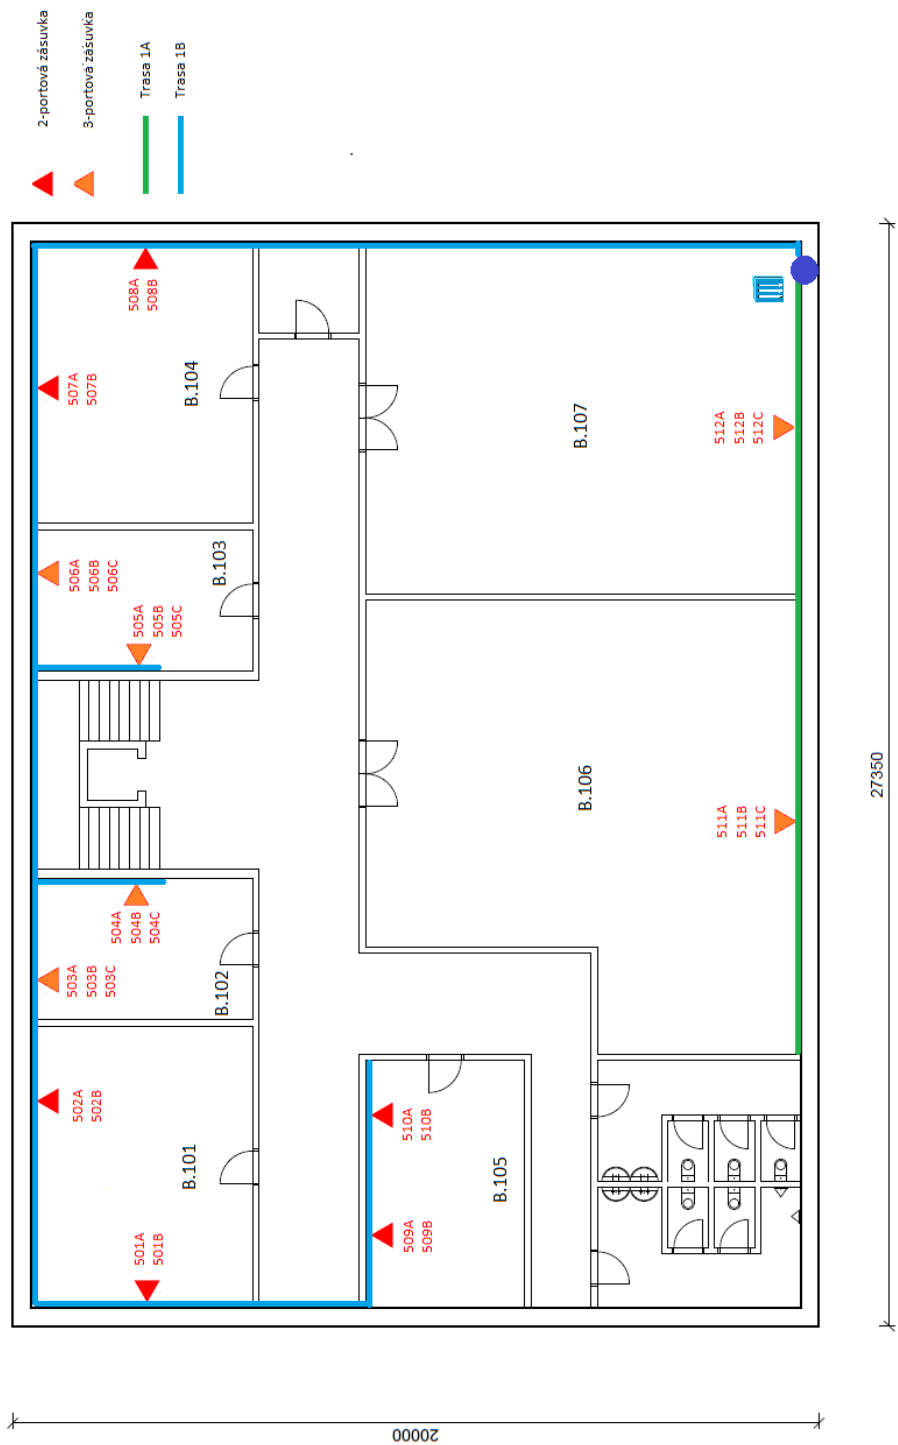 2-portová zásuvka
3-portová zásuvka
Trasa 1A
Trasa 1B
508A
508B
507A
507B
B.104
506A
506B
506C
B.103
505A
505B
505C
504A
504B
504C
503A
503B
503C
B.102
502A
502B
B.101
501A
501B
510A
510B
509A
509B
B.105
B.107
512A
512B
512C
B.106
511A
511B
511C
27350
20000